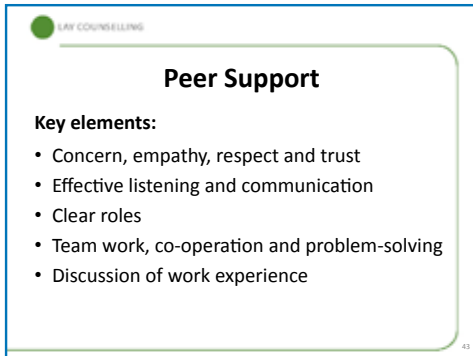 LAY COUNSELLING
Peer Support
Key elements:
• Concern, empathy, respect and trust
• Effective listening and communication
• Clear roles
• Team work, co-operation and problem-solving
• Discussion of work experience
43